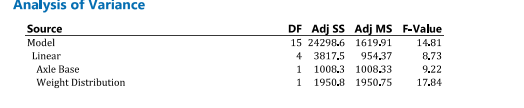 Analysis of Variance
Source DF Adj SS Adj MS F-Value
Model 15 24298.6 1619.91 14.81
Linear 4 3817.5 954.37 8.73
Axle Base 1 1008.3 1008.33 9.22
Weight Distribution 1 1950.8 1950.75 17.84